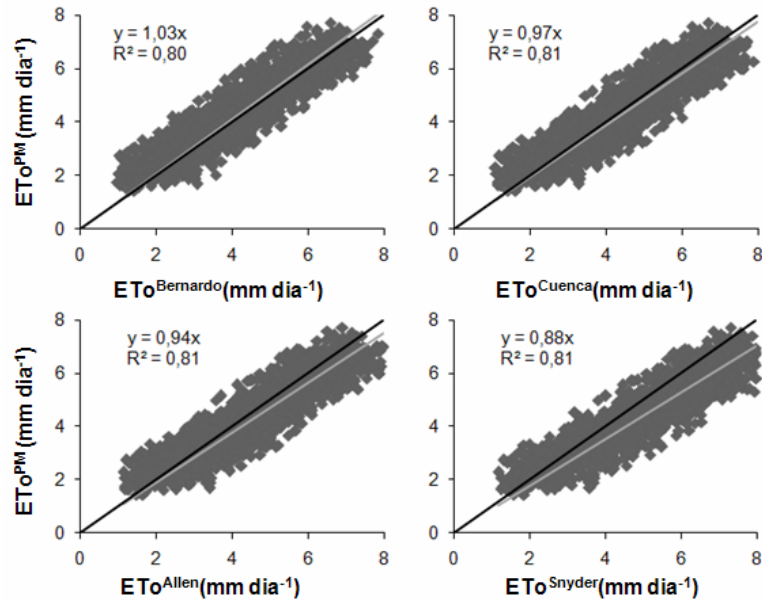 8
6
4
2
0
ETo^PM (mm dia^-1)
y = 1,03x
R² = 0,80
0 2 4 6 8
ETo^Bernardo(mm dia^-1)
8
6
4
2
0
y = 0,97x
R² = 0,81
0 2 4 6 8
ETo^Cuenca(mm dia^-1)
8
6
4
2
0
ETo^PM (mm dia^-1)
y = 0,94x
R² = 0,81
0 2 4 6 8
ETo^Allen(mm dia^-1)
8
6
4
2
0
y = 0,88x
R² = 0,81
0 2 4 6 8
ETo^Snyder(mm dia^-1)